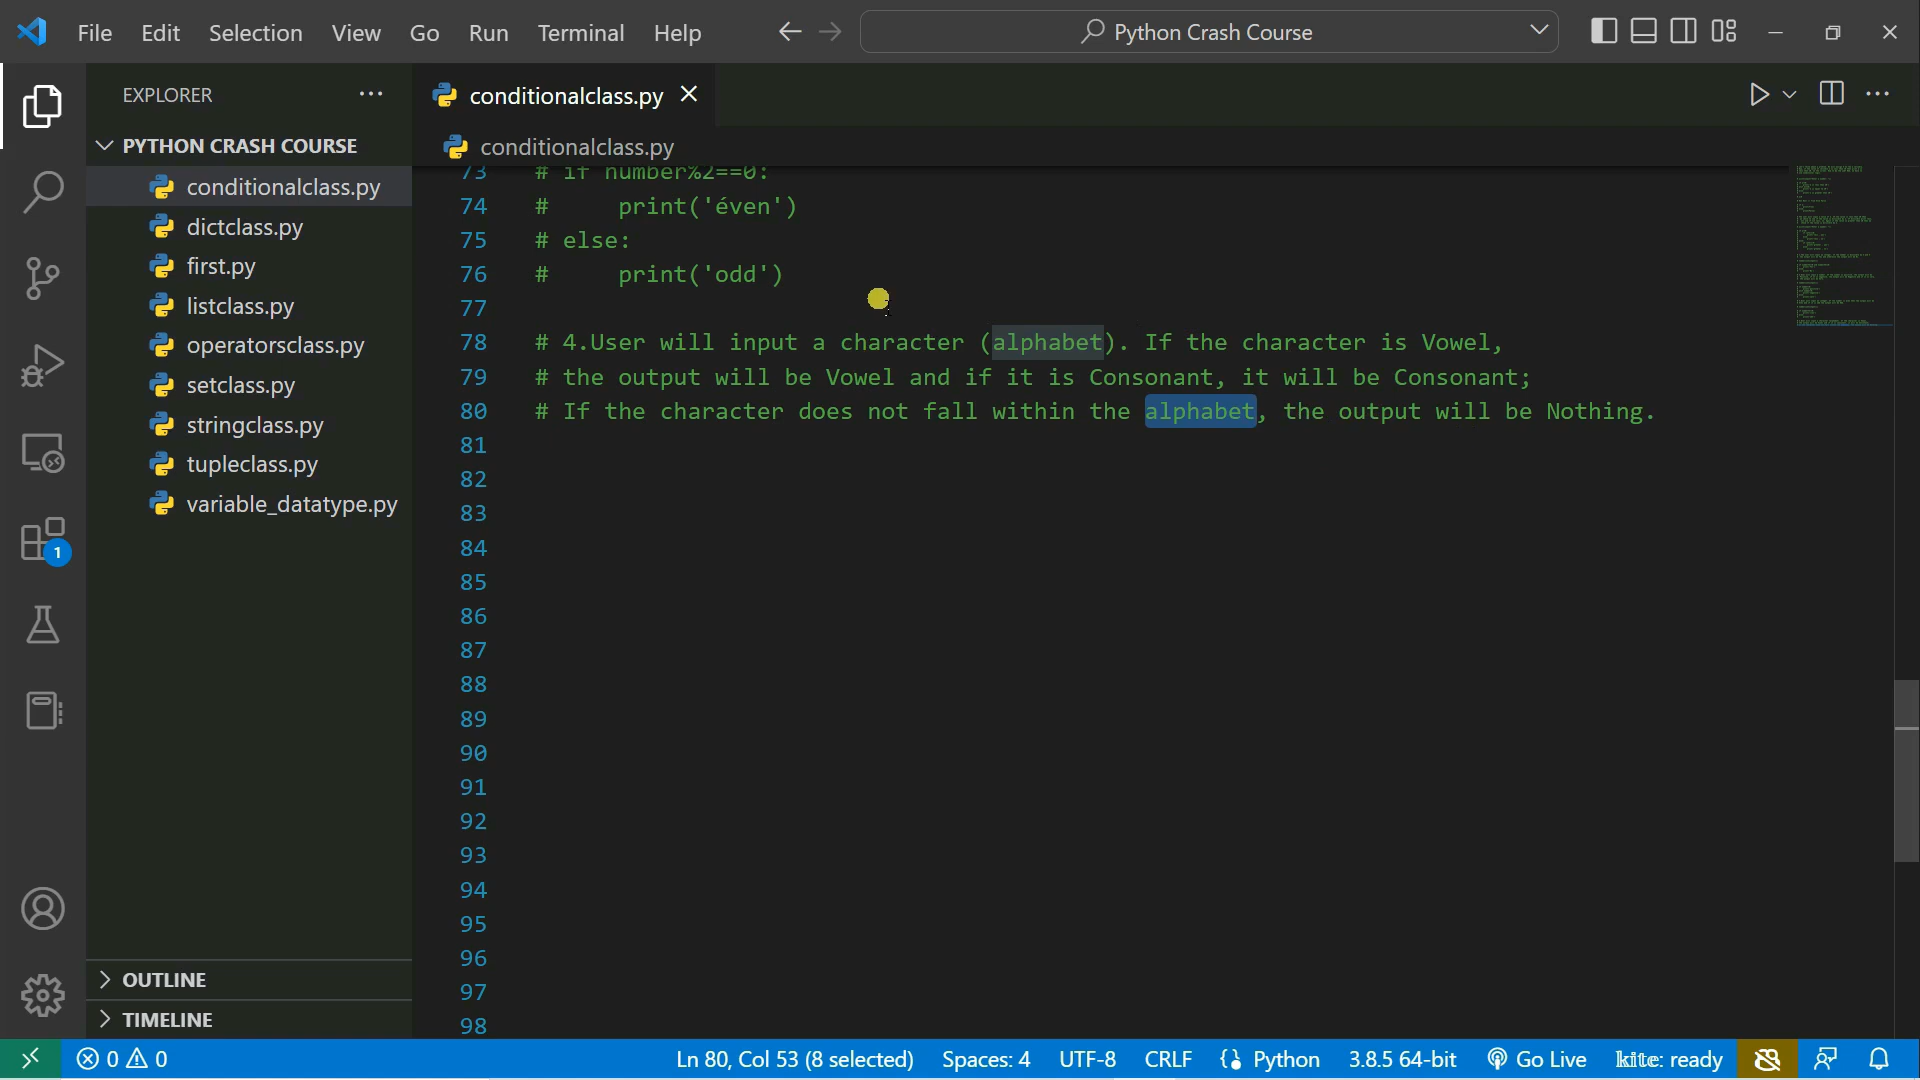 File Edit Selection View Go Run Terminal Help
Python Crash Course
EXPLORER
PYTHON CRASH COURSE
conditionalclass.py
dictclass.py
first.py
listclass.py
operatorsclass.py
setclass.py
stringclass.py
tupleclass.py
variable_datatype.py
OUTLINE
TIMELINE
1
conditionalclass.py
conditionalclass.py
73 # if number%2==0:
74 #     print('éven')
75 # else:
76 #     print('odd')
77
78 # 4.User will input a character (alphabet). If the character is Vowel,
79 # the output will be Vowel and if it is Consonant, it will be Consonant;
80 # If the character does not fall within the alphabet, the output will be Nothing.
81
82
83
84
85
86
87
88
89
90
91
92
93
94
95
96
97
98
0 0 Ln 80, Col 53 (8 selected) Spaces: 4 UTF-8 CRLF {} Python 3.8.5 64-bit Go Live kite: ready